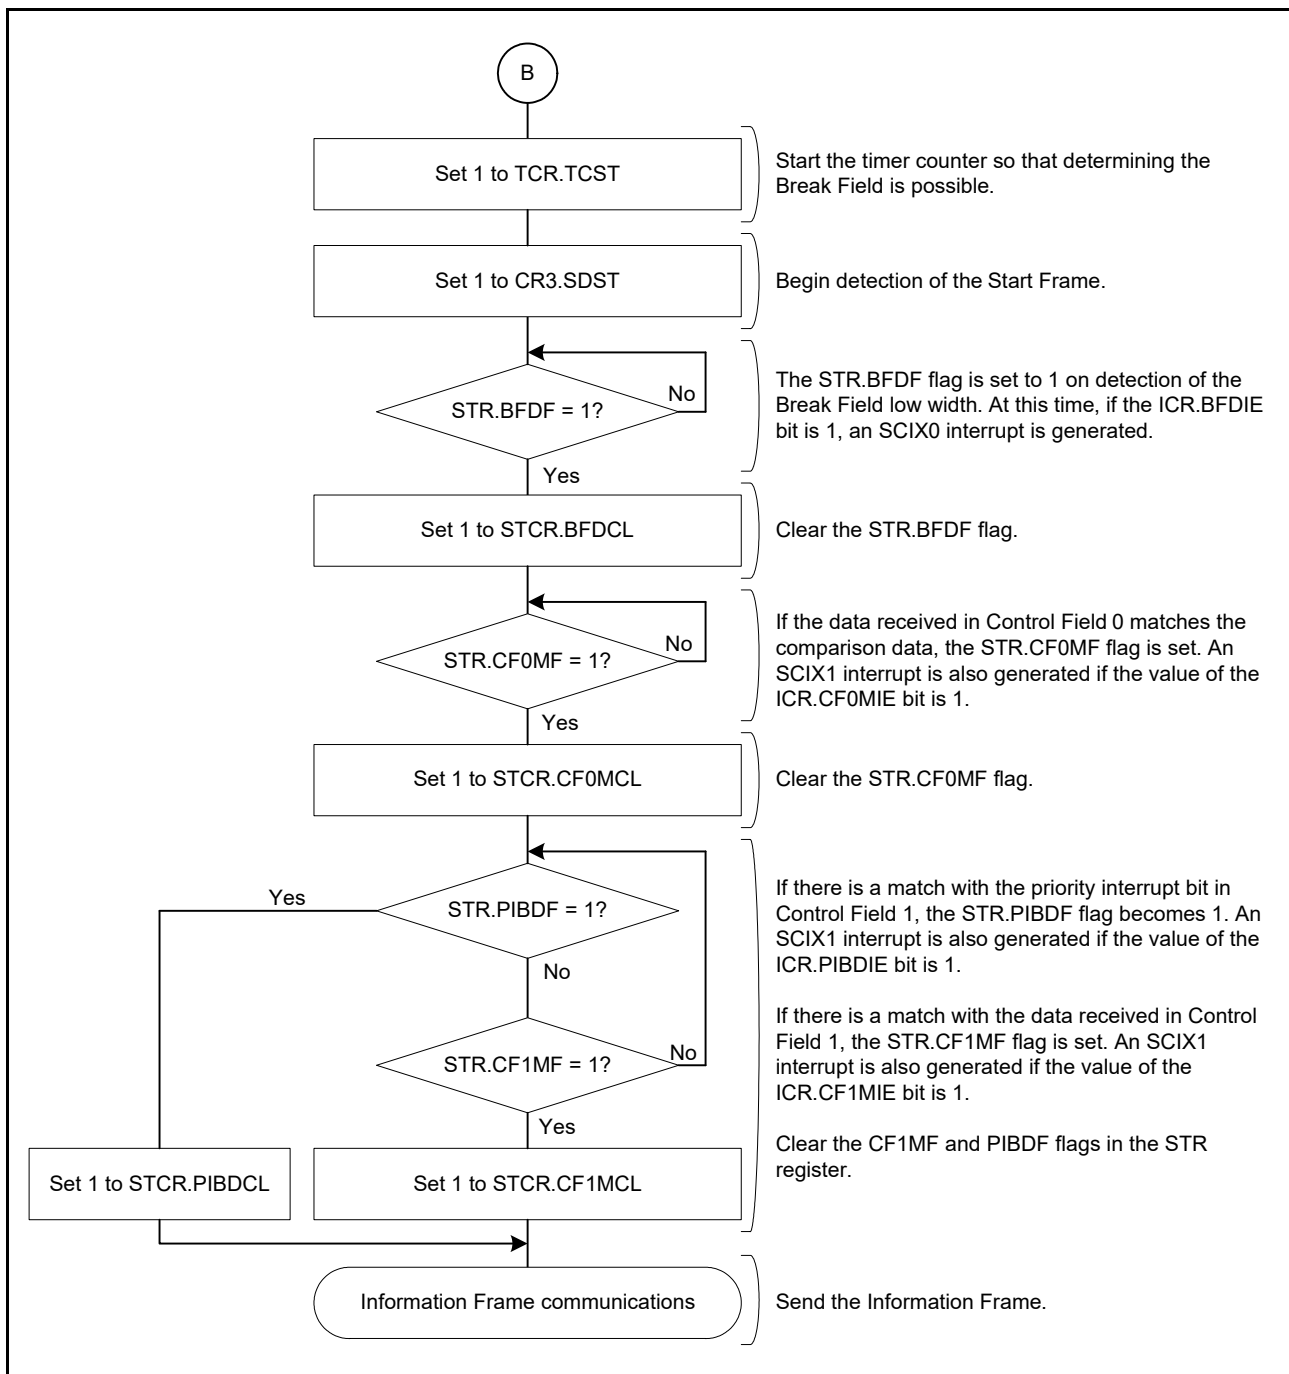 B
Set 1 to TCR.TCST
Start the timer counter so that determining the
Break Field is possible.
Set 1 to CR3.SDST
Begin detection of the Start Frame.
STR.BFDF = 1?
No
Yes
The STR.BFDF flag is set to 1 on detection of the
Break Field low width. At this time, if the ICR.BFDIE
bit is 1, an SCIX0 interrupt is generated.
Set 1 to STCR.BFDCL
Clear the STR.BFDF flag.
STR.CF0MF = 1?
No
Yes
If the data received in Control Field 0 matches the
comparison data, the STR.CF0MF flag is set. An
SCIX1 interrupt is also generated if the value of the
ICR.CF0MIE bit is 1.
Set 1 to STCR.CF0MCL
Clear the STR.CF0MF flag.
Yes
STR.PIBDF = 1?
No
If there is a match with the priority interrupt bit in
Control Field 1, the STR.PIBDF flag becomes 1. An
SCIX1 interrupt is also generated if the value of the
ICR.PIBDIE bit is 1.
STR.CF1MF = 1?
No
Yes
If there is a match with the data received in Control
Field 1, the STR.CF1MF flag is set. An SCIX1
interrupt is also generated if the value of the
ICR.CF1MIE bit is 1.
Set 1 to STCR.PIBDCL
Set 1 to STCR.CF1MCL
Clear the CF1MF and PIBDF flags in the STR
register.
Information Frame communications
Send the Information Frame.